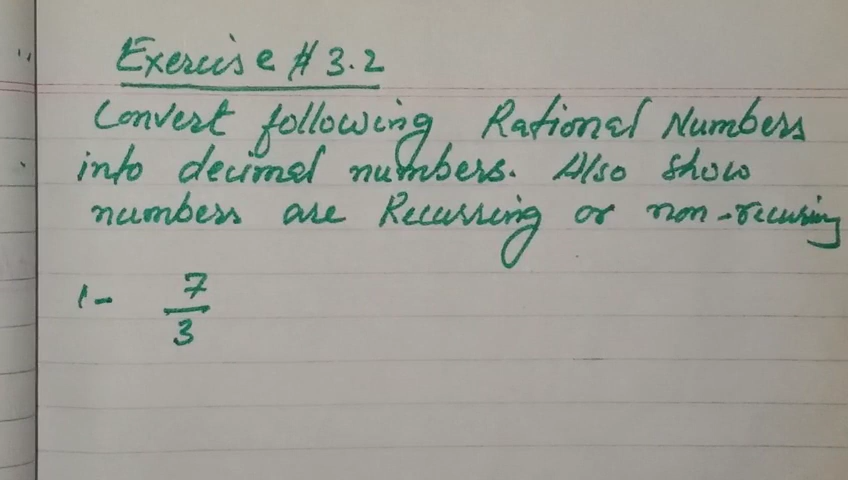 Exercise # 3.2
Convert following Rational Numbers
into decimal numbers. Also show
numbers are Recurring or non-recurring
1- 7/3